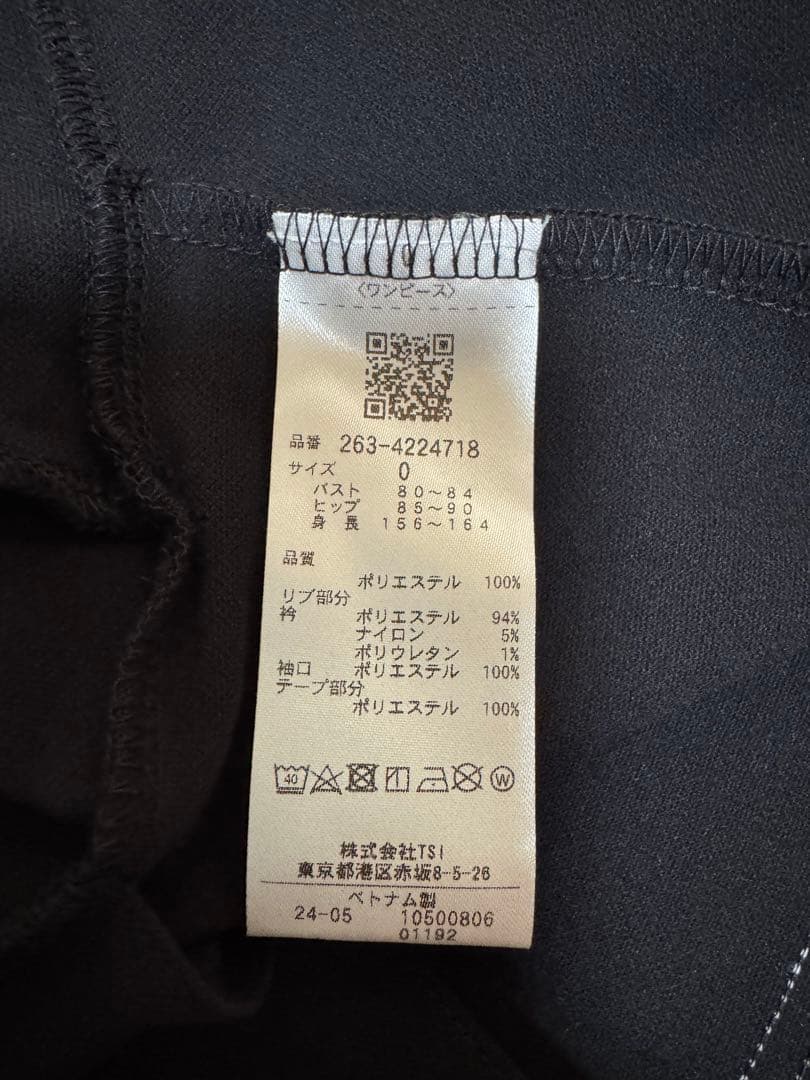 0
〈ワンピース〉
品番 263-4224718
サイズ 0
バスト 80～84
ヒップ 85～90
身長 156～164
品質
ポリエステル 100%
リブ部分
衿 ポリエステル 94%
ナイロン 5%
ポリウレタン 1%
袖口 ポリエステル 100%
テープ部分
ポリエステル 100%
40 W
株式会社TSI
東京都港区赤坂8-5-26
ベトナム製
24-05 10500806
01192